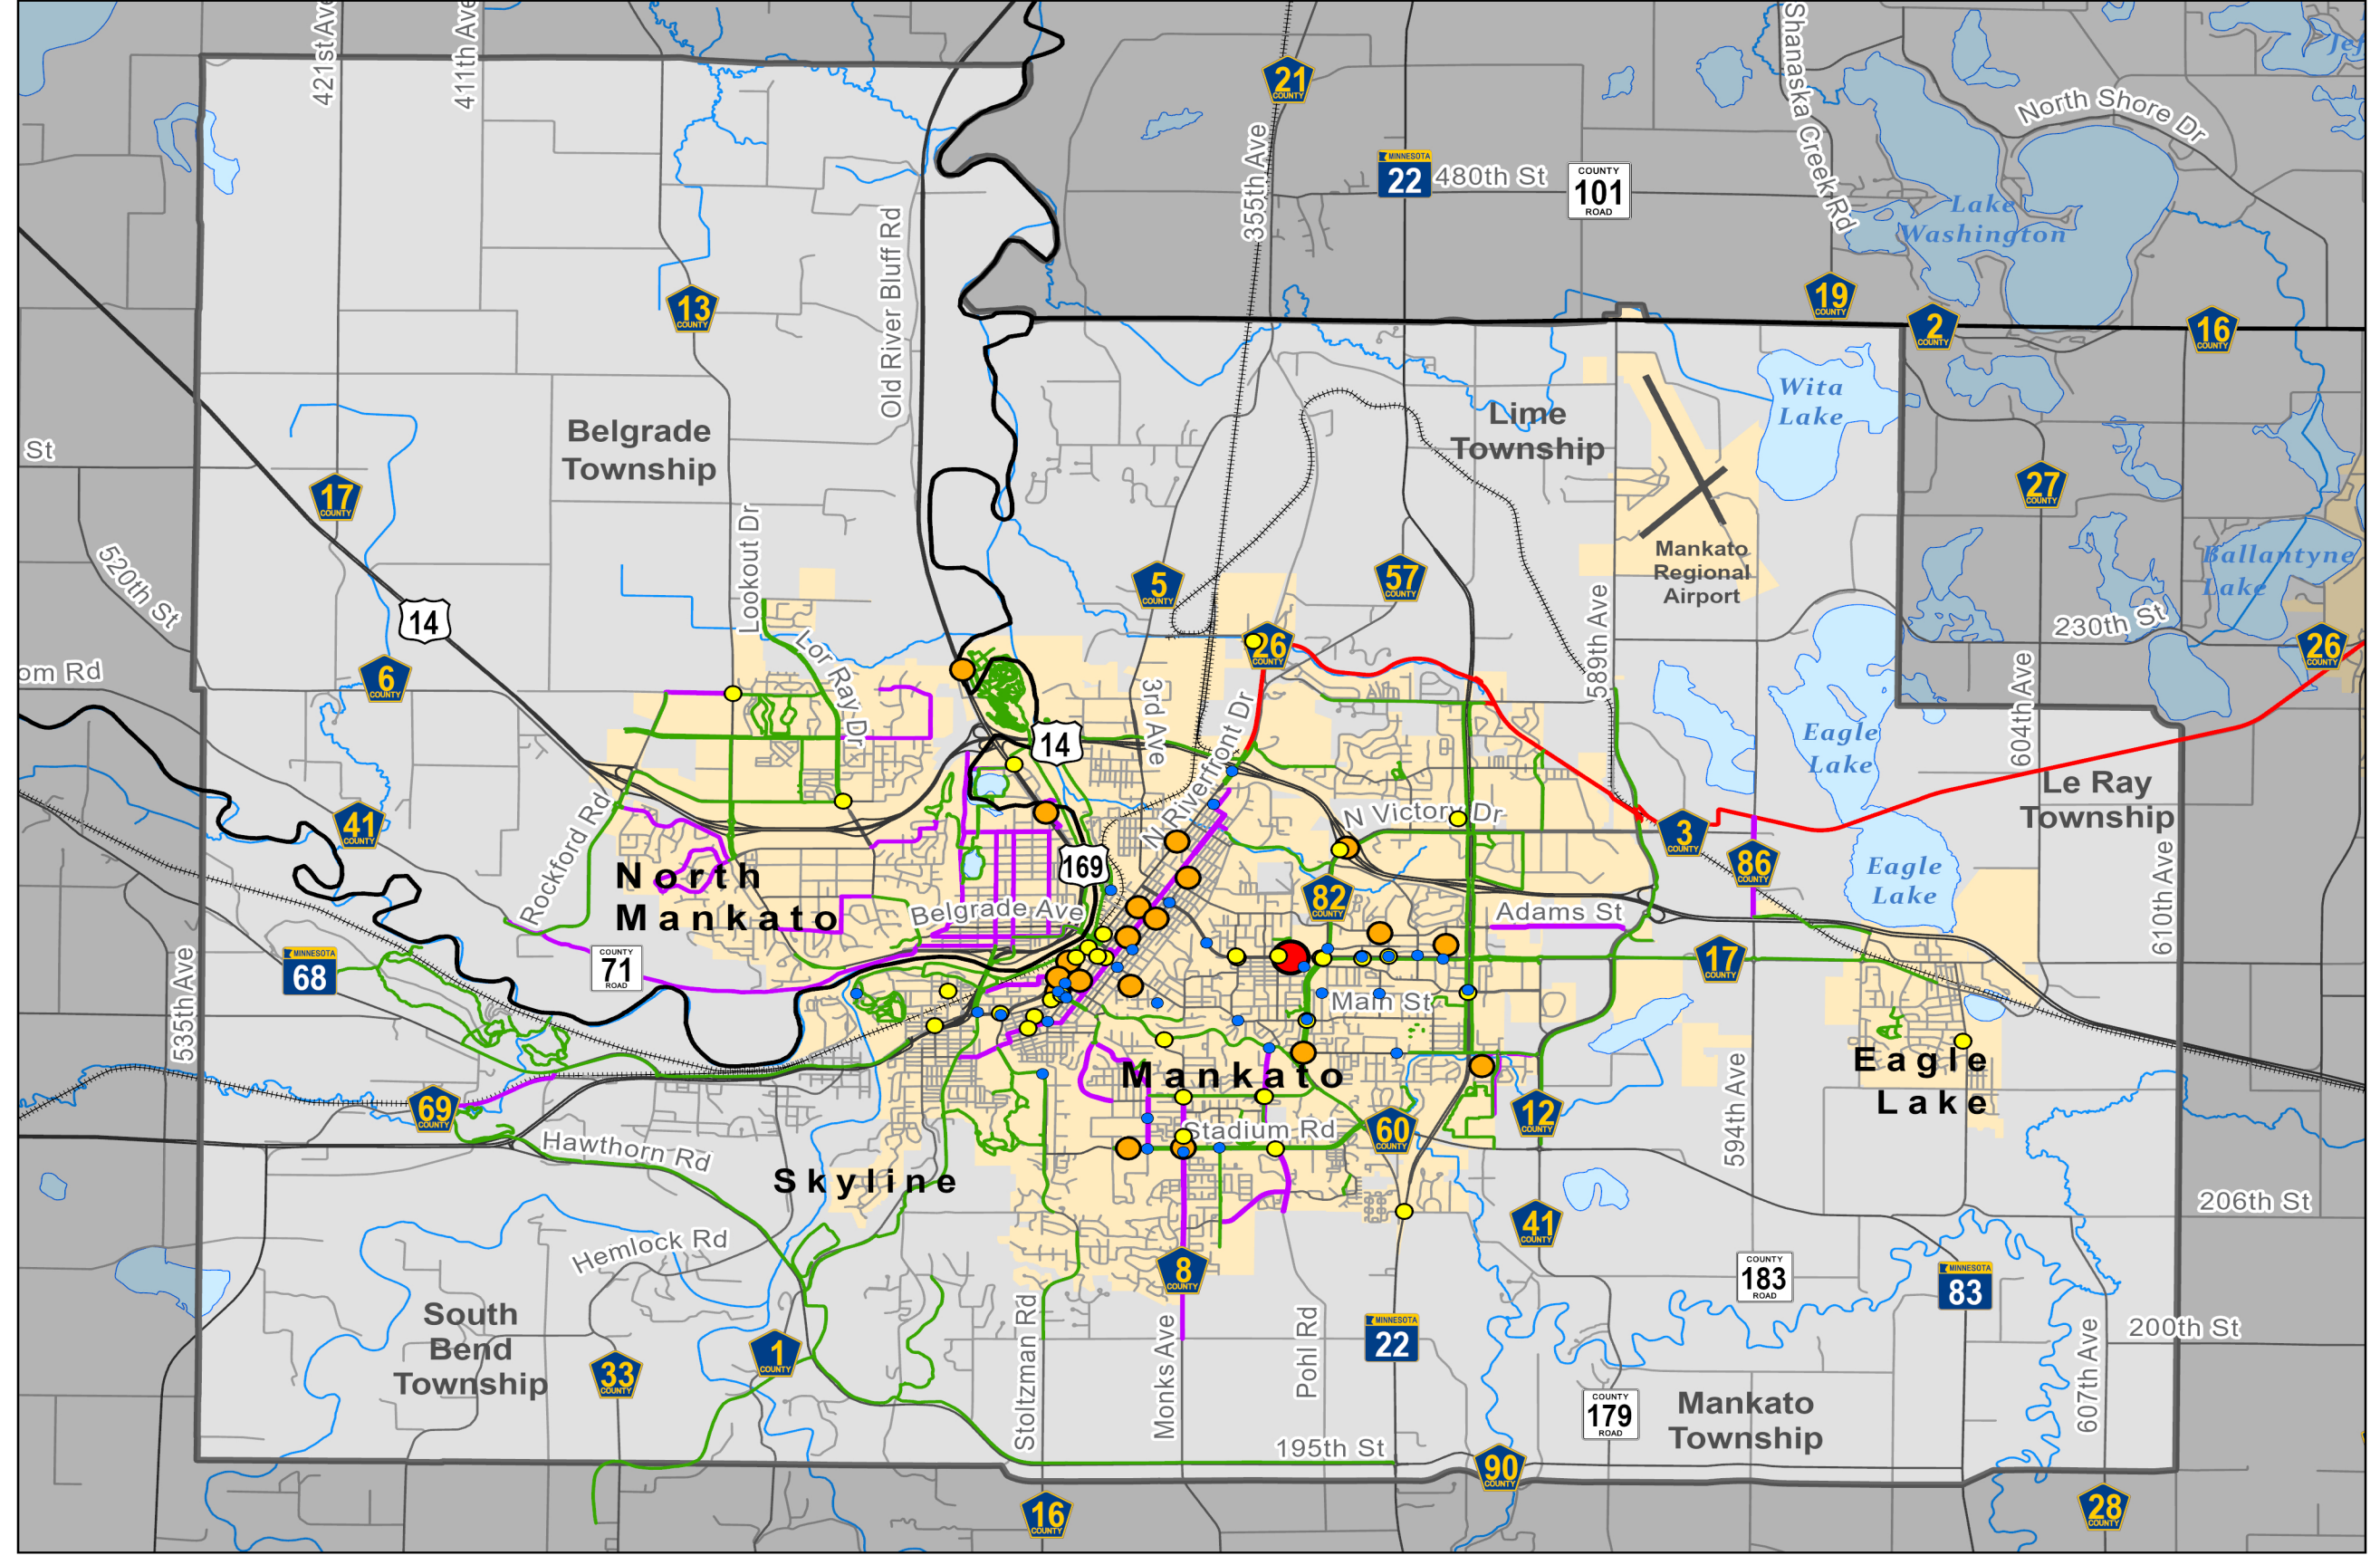 421st Ave
411th Ave
Shanaska Creek Rd
Jef
21
COUNTY
North Shore Dr
355th Ave
MINNESOTA
22
480th St
COUNTY
101
ROAD
Lake
Washington
Old River Bluff Rd
13
COUNTY
19
COUNTY
2
COUNTY
16
COUNTY
Wita
Lake
Lime
Township
Belgrade
Township
St
17
COUNTY
27
COUNTY
Lookout Dr
520th St
Mankato
Regional
Airport
Ballantyne
Lake
5
COUNTY
57
COUNTY
589th Ave
14
230th St
26
COUNTY
26
COUNTY
om Rd
6
COUNTY
Lor Ray Dr
3rd Ave
N Riverfront Dr
604th Ave
14
Eagle
Lake
Le Ray
Township
41
COUNTY
Rockford Rd
N Victory Dr
3
COUNTY
169
86
COUNTY
Eagle
Lake
610th Ave
North
Mankato
Belgrade Ave
82
COUNTY
Adams St
MINNESOTA
68
COUNTY
71
ROAD
17
COUNTY
535th Ave
Main St
69
COUNTY
Mankato
Eagle
Lake
594th Ave
12
COUNTY
Hawthorn Rd
Stadium Rd
60
COUNTY
Skyline
206th St
41
COUNTY
Hemlock Rd
8
COUNTY
COUNTY
183
ROAD
MINNESOTA
83
South
Bend
Township
1
COUNTY
33
COUNTY
Stoltzman Rd
Monks Ave
Pohl Rd
MINNESOTA
22
200th St
607th Ave
COUNTY
179
ROAD
Mankato
Township
195th St
90
COUNTY
16
COUNTY
28
COUNTY